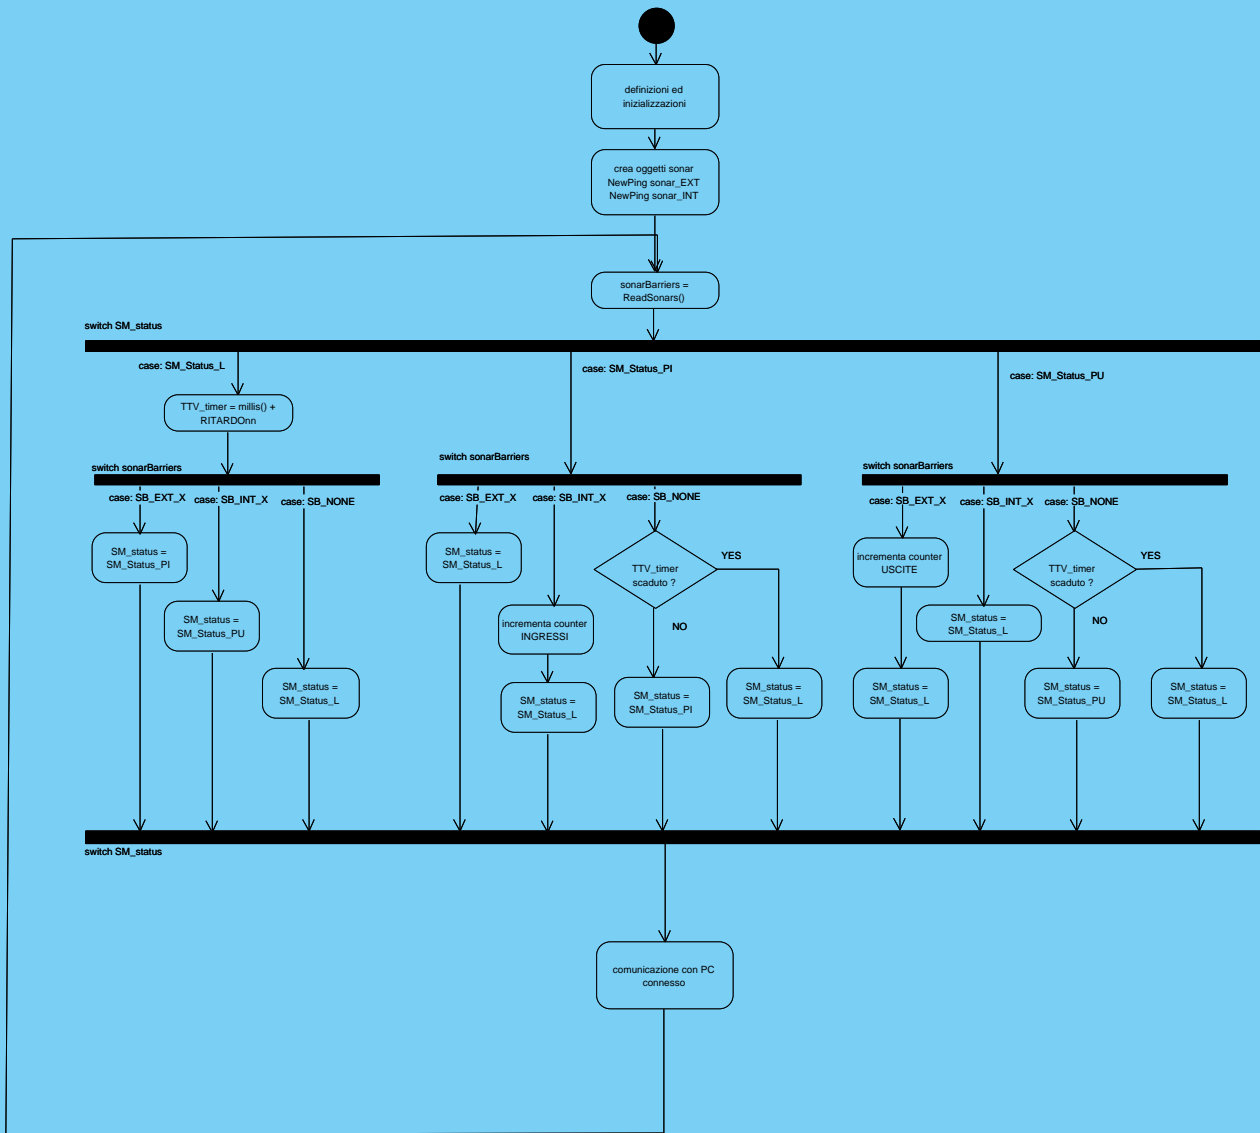 definizioni ed
inizializzazioni
crea oggetti sonar
NewPing sonar_EXT
NewPing sonar_INT
sonarBarriers =
ReadSonars()
switch SM_status
case: SM_Status_L
case: SM_Status_PI
case: SM_Status_PU
TTV_timer = millis() +
RITARDOnn
switch sonarBarriers
case: SB_EXT_X
case: SB_INT_X
case: SB_NONE
SM_status =
SM_Status_PI
SM_status =
SM_Status_PU
SM_status =
SM_Status_L
switch sonarBarriers
case: SB_EXT_X
case: SB_INT_X
case: SB_NONE
SM_status =
SM_Status_L
incrementa counter
INGRESSI
SM_status =
SM_Status_L
TTV_timer
scaduto ?
YES
NO
SM_status =
SM_Status_PI
SM_status =
SM_Status_L
switch sonarBarriers
case: SB_EXT_X
case: SB_INT_X
case: SB_NONE
incrementa counter
USCITE
SM_status =
SM_Status_L
SM_status =
SM_Status_L
TTV_timer
scaduto ?
YES
NO
SM_status =
SM_Status_PU
SM_status =
SM_Status_L
switch SM_status
comunicazione con PC
connesso